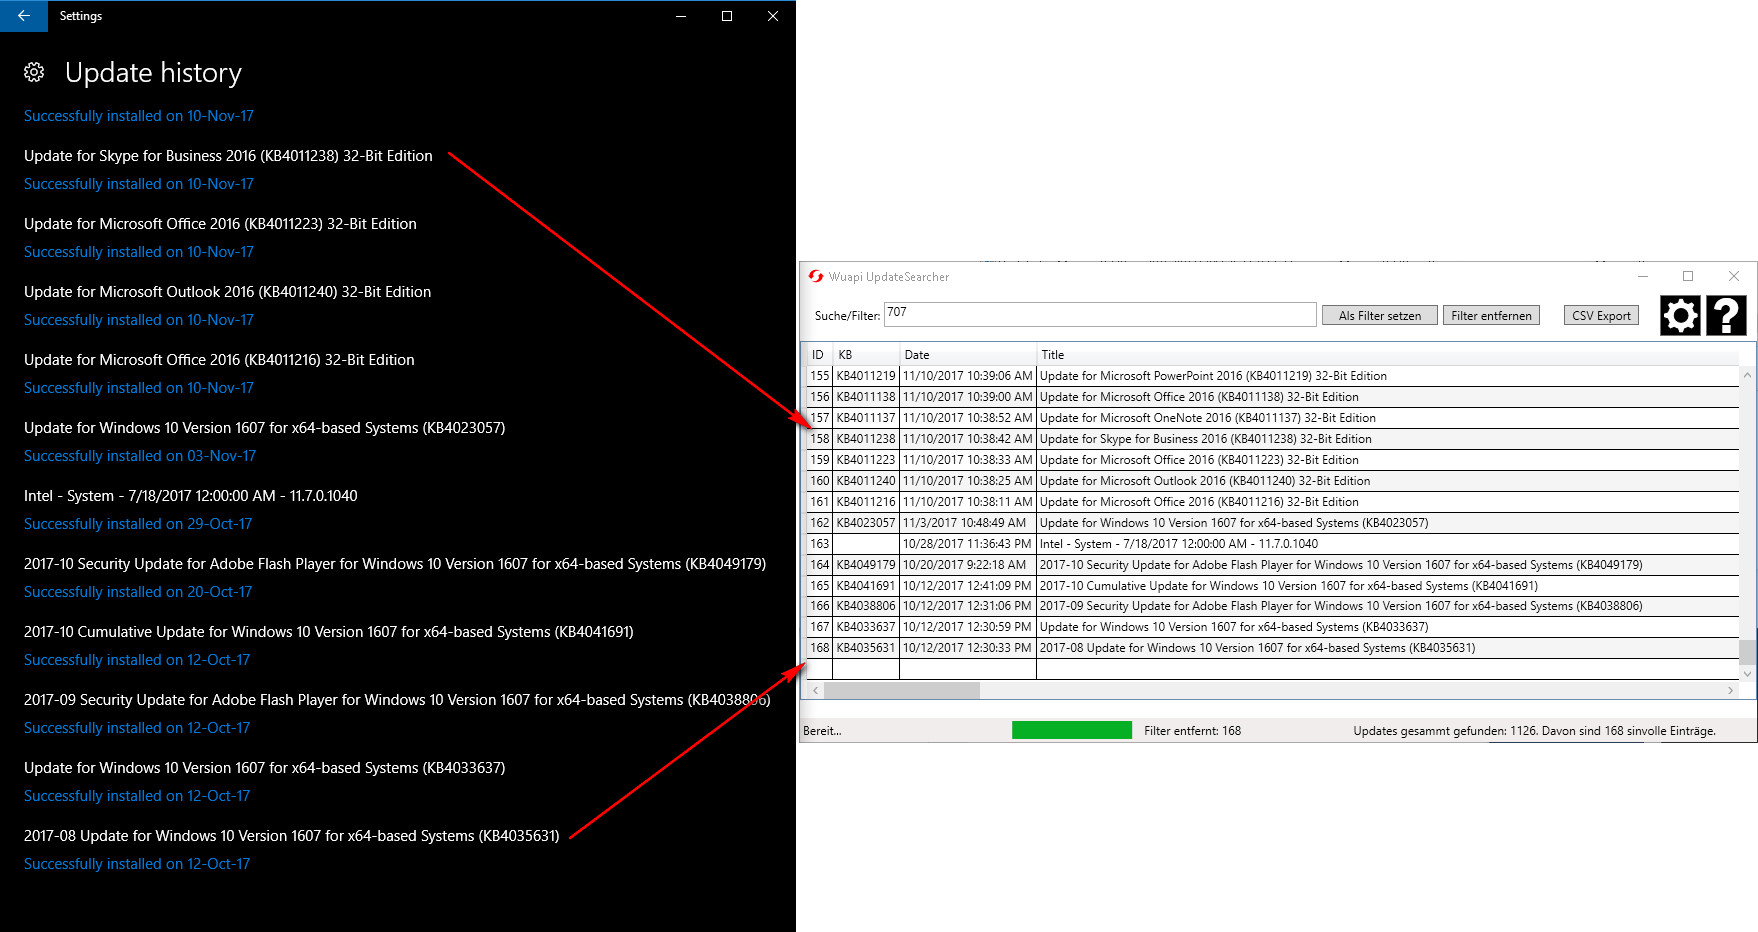 Settings
Update history
Successfully installed on 10-Nov-17
Update for Skype for Business 2016 (KB4011238) 32-Bit Edition
Successfully installed on 10-Nov-17
Update for Microsoft Office 2016 (KB4011223) 32-Bit Edition
Successfully installed on 10-Nov-17
Update for Microsoft Outlook 2016 (KB4011240) 32-Bit Edition
Successfully installed on 10-Nov-17
Update for Microsoft Office 2016 (KB4011216) 32-Bit Edition
Successfully installed on 10-Nov-17
Update for Windows 10 Version 1607 for x64-based Systems (KB4023057)
Successfully installed on 03-Nov-17
Intel - System - 7/18/2017 12:00:00 AM - 11.7.0.1040
Successfully installed on 29-Oct-17
2017-10 Security Update for Adobe Flash Player for Windows 10 Version 1607 for x64-based Systems (KB4049179)
Successfully installed on 20-Oct-17
2017-10 Cumulative Update for Windows 10 Version 1607 for x64-based Systems (KB4041691)
Successfully installed on 12-Oct-17
2017-09 Security Update for Adobe Flash Player for Windows 10 Version 1607 for x64-based Systems (KB4038806)
Successfully installed on 12-Oct-17
Update for Windows 10 Version 1607 for x64-based Systems (KB4033637)
Successfully installed on 12-Oct-17
2017-08 Update for Windows 10 Version 1607 for x64-based Systems (KB4035631)
Successfully installed on 12-Oct-17
Wuapi UpdateSearcher
Suche/Filter: 707 Als Filter setzen Filter entfernen CSV Export ?
ID KB Date Title
155 KB4011219 11/10/2017 10:39:06 AM Update for Microsoft PowerPoint 2016 (KB4011219) 32-Bit Edition
156 KB4011138 11/10/2017 10:39:00 AM Update for Microsoft Office 2016 (KB4011138) 32-Bit Edition
157 KB4011137 11/10/2017 10:38:52 AM Update for Microsoft OneNote 2016 (KB4011137) 32-Bit Edition
158 KB4011238 11/10/2017 10:38:42 AM Update for Skype for Business 2016 (KB4011238) 32-Bit Edition
159 KB4011223 11/10/2017 10:38:33 AM Update for Microsoft Office 2016 (KB4011223) 32-Bit Edition
160 KB4011240 11/10/2017 10:38:25 AM Update for Microsoft Outlook 2016 (KB4011240) 32-Bit Edition
161 KB4011216 11/10/2017 10:38:11 AM Update for Microsoft Office 2016 (KB4011216) 32-Bit Edition
162 KB4023057 11/3/2017 10:48:49 AM Update for Windows 10 Version 1607 for x64-based Systems (KB4023057)
163 10/28/2017 11:36:43 PM Intel - System - 7/18/2017 12:00:00 AM - 11.7.0.1040
164 KB4049179 10/20/2017 9:22:18 AM 2017-10 Security Update for Adobe Flash Player for Windows 10 Version 1607 for x64-based Systems (KB4049179)
165 KB4041691 10/12/2017 12:41:09 PM 2017-10 Cumulative Update for Windows 10 Version 1607 for x64-based Systems (KB4041691)
166 KB4038806 10/12/2017 12:31:06 PM 2017-09 Security Update for Adobe Flash Player for Windows 10 Version 1607 for x64-based Systems (KB4038806)
167 KB4033637 10/12/2017 12:30:59 PM Update for Windows 10 Version 1607 for x64-based Systems (KB4033637)
168 KB4035631 10/12/2017 12:30:33 PM 2017-08 Update for Windows 10 Version 1607 for x64-based Systems (KB4035631)
Bereit... Filter entfernt: 168 Updates gesammt gefunden: 1126. Davon sind 168 sinvolle Einträge.